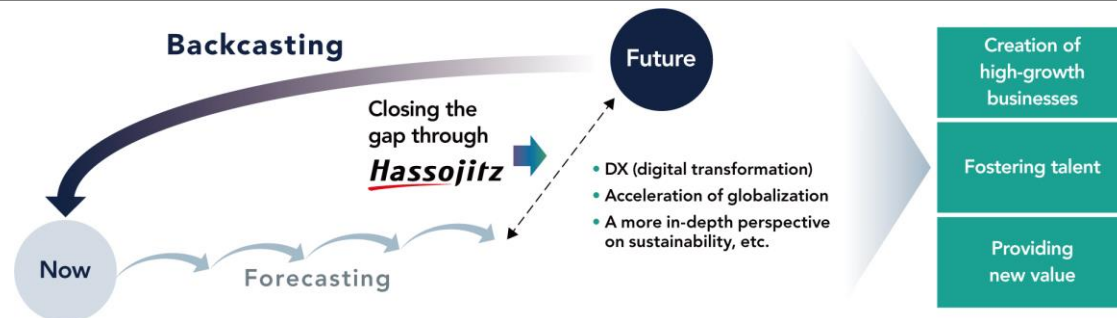 Backcasting
Future
Closing the
gap through
Hassojitz
• DX (digital transformation)
• Acceleration of globalization
• A more in-depth perspective
on sustainability, etc.
Now
Forecasting
Creation of
high-growth
businesses
Fostering talent
Providing
new value